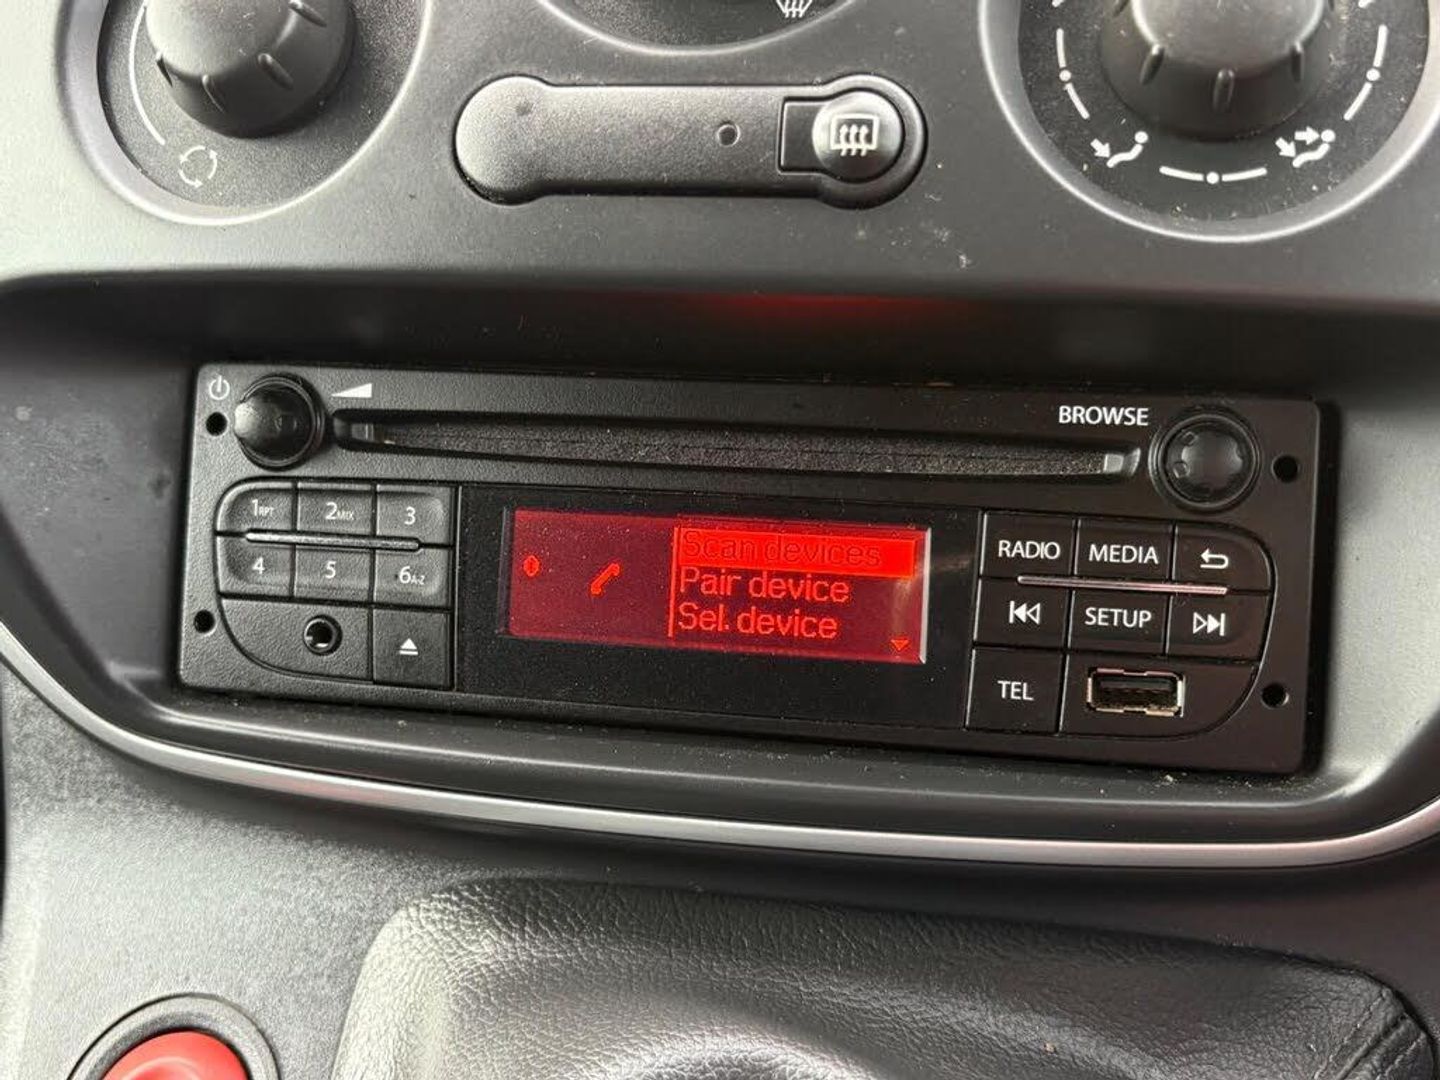 BROWSE
1RPT 2MIX 3
4 5 6A-Z
Scan devices
Pair device
Sel. device
RADIO MEDIA
SETUP
TEL